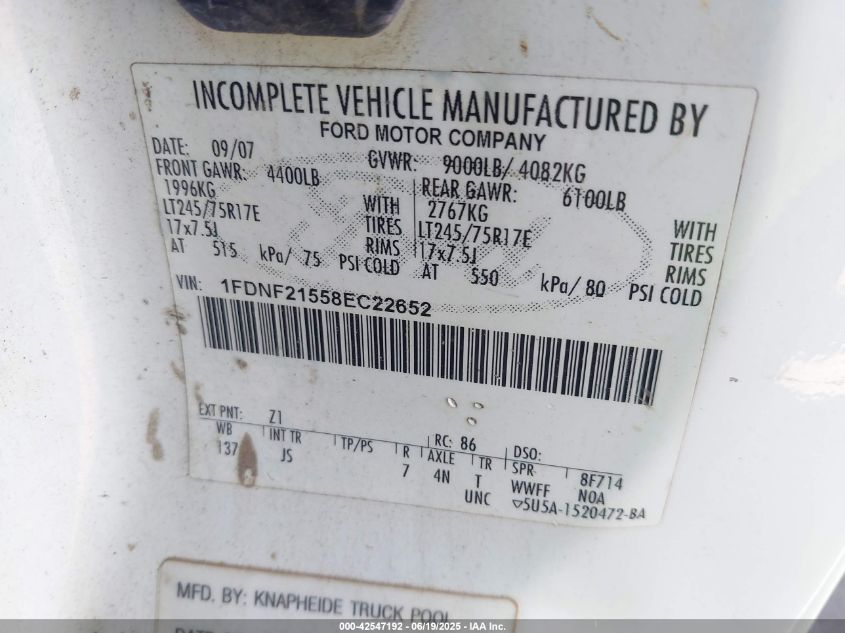 INCOMPLETE VEHICLE MANUFACTURED BY
FORD MOTOR COMPANY
DATE: 09/07 GVWR: 9000LB/ 4082KG
FRONT GAWR: 4400LB REAR GAWR: 6100LB
1996KG WITH 2767KG WITH
LT245/75R17E TIRES LT245/75R17E TIRES
17x7.5J RIMS 17x7.5J RIMS
AT 515 kPa/ 75 PSI COLD AT 550 kPa/ 80 PSI COLD
VIN: 1FDNF21558EC22652
EXT PNT: Z1 RC: 86 DSO:
WB INT TR TP/PS R AXLE TR SPR 8F714
137 JS 7 4N T WWFF NOA
UNC ▽5U5A-1520472-BA
MFD. BY: KNAPHEIDE TRUCK POOL
000-42547192 - 06/19/2025 - IAA Inc.